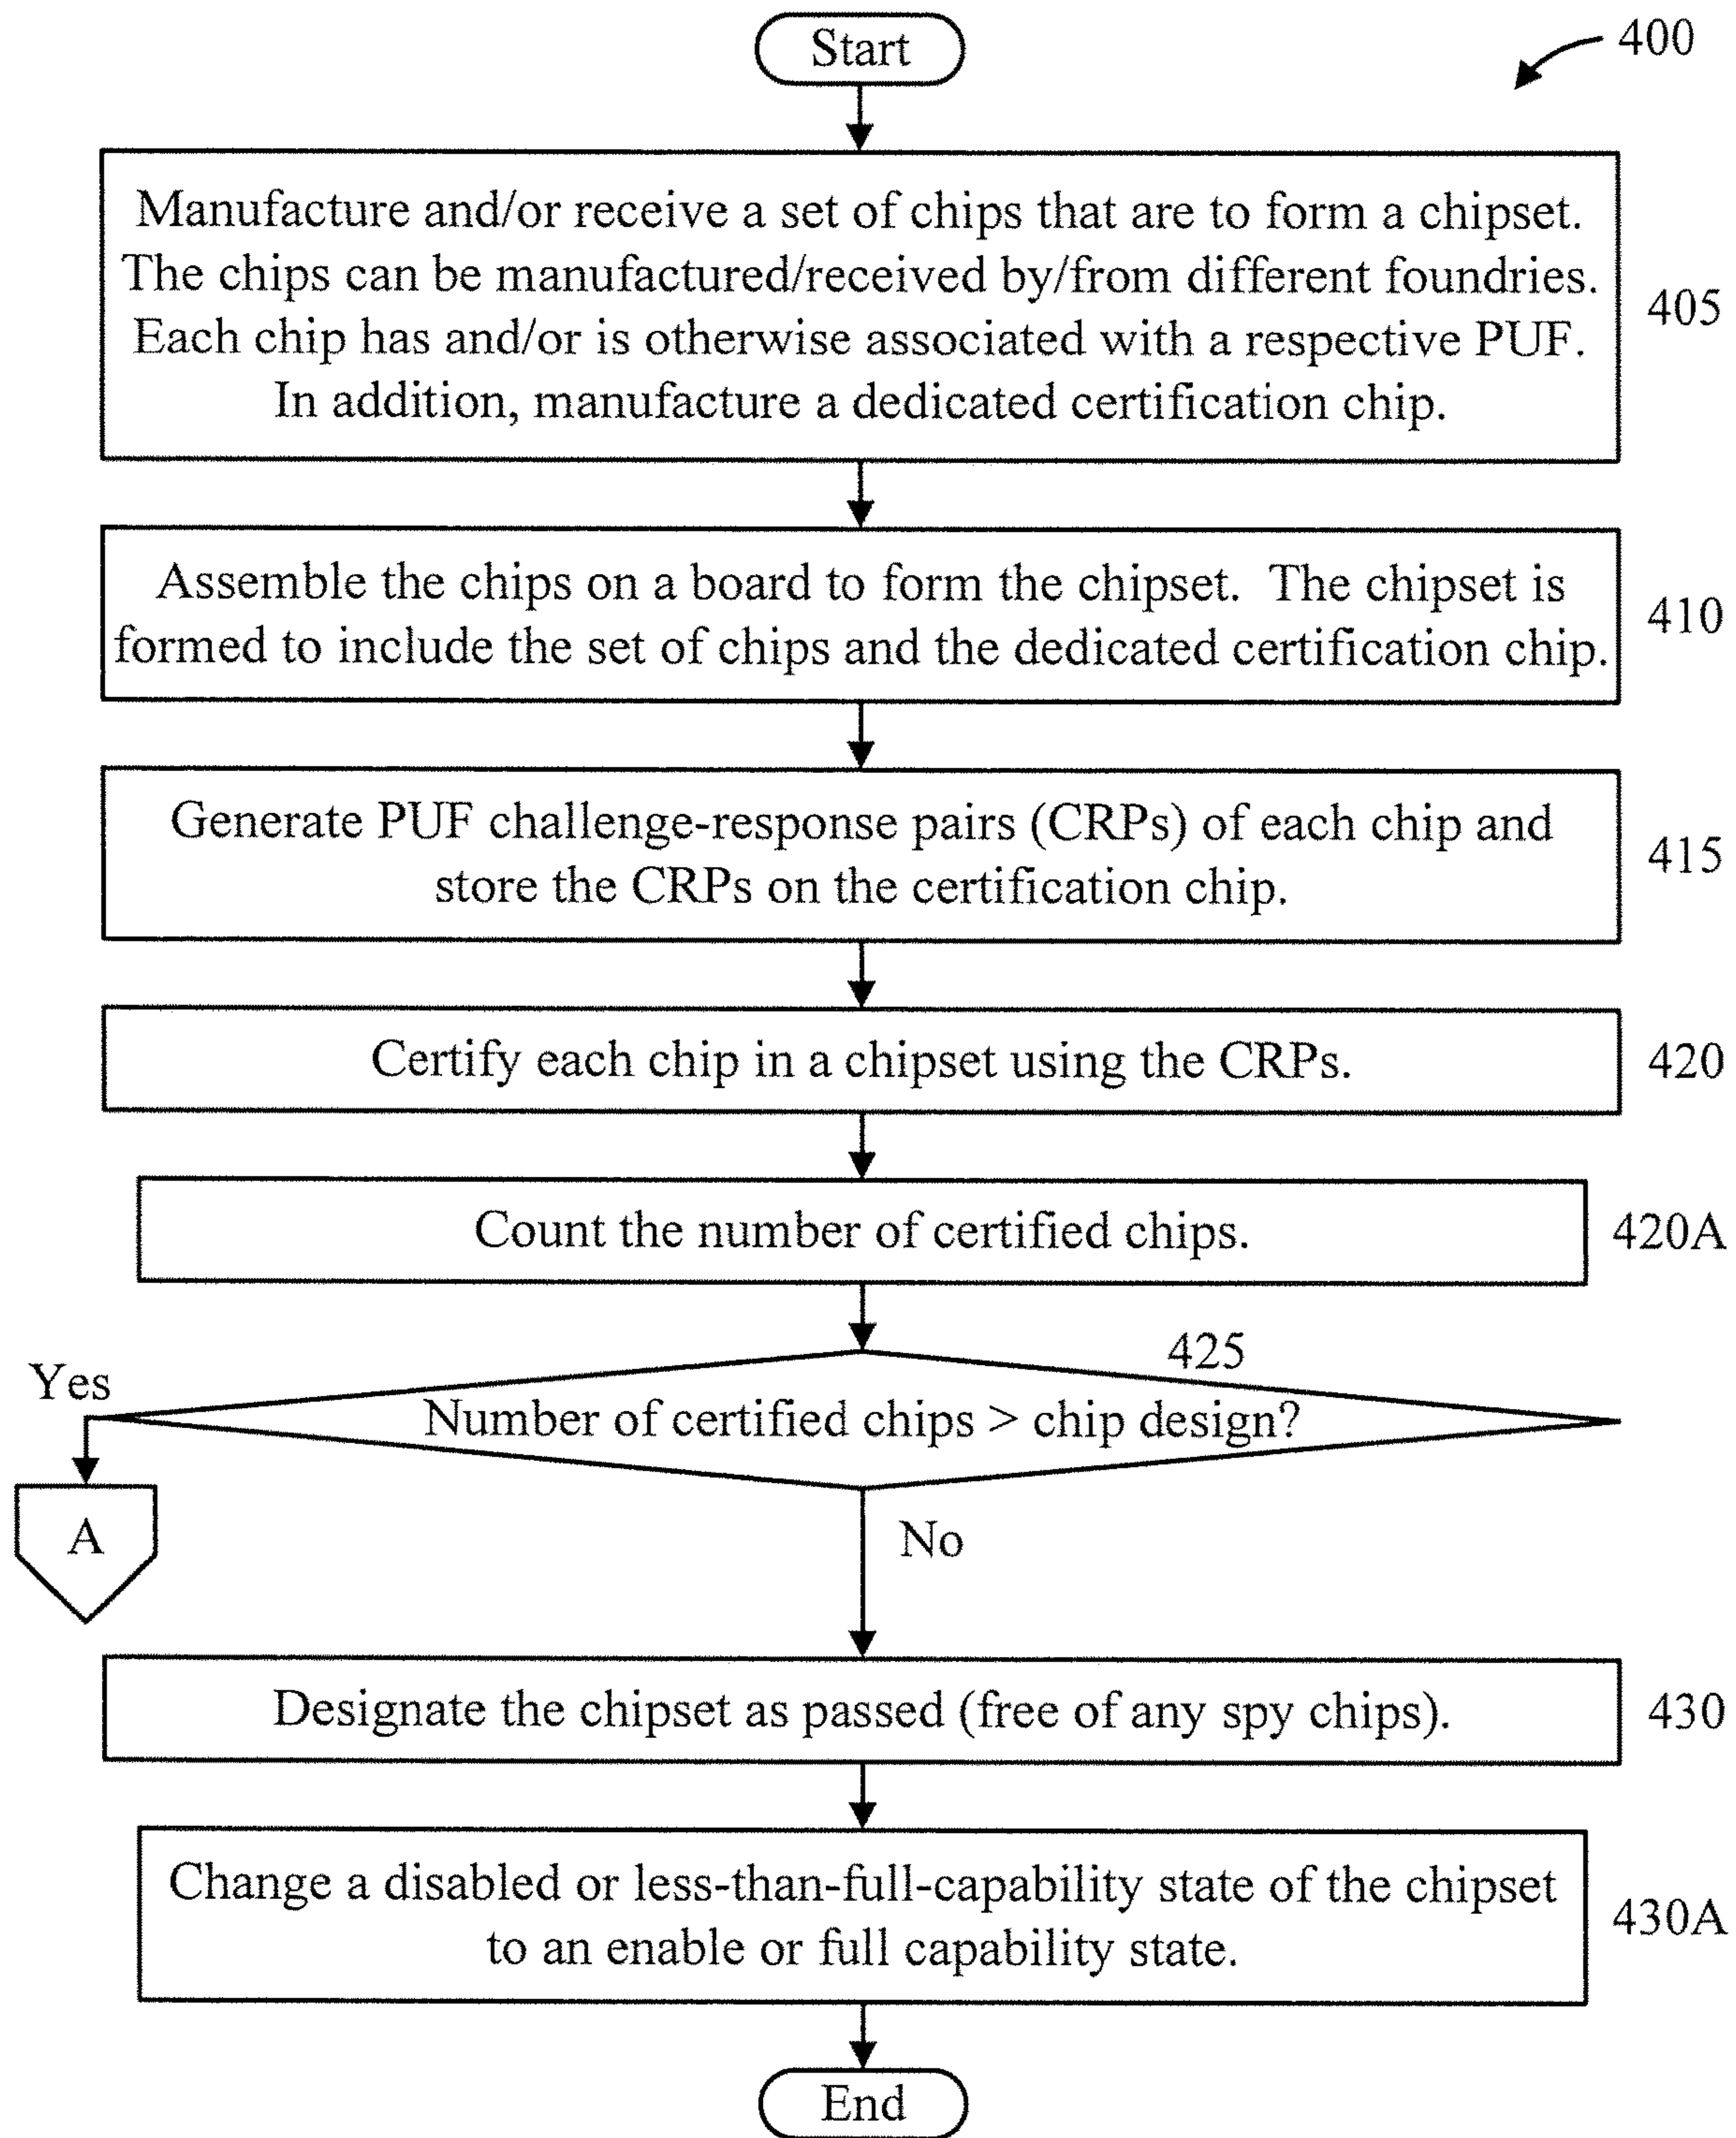 Start
400
Manufacture and/or receive a set of chips that are to form a chipset.
The chips can be manufactured/received by/from different foundries.
Each chip has and/or is otherwise associated with a respective PUF.
In addition, manufacture a dedicated certification chip.
405
Assemble the chips on a board to form the chipset. The chipset is
formed to include the set of chips and the dedicated certification chip.
410
Generate PUF challenge-response pairs (CRPs) of each chip and
store the CRPs on the certification chip.
415
Certify each chip in a chipset using the CRPs.
420
Count the number of certified chips.
420A
425
Yes
Number of certified chips > chip design?
A
No
Designate the chipset as passed (free of any spy chips).
430
Change a disabled or less-than-full-capability state of the chipset
to an enable or full capability state.
430A
End